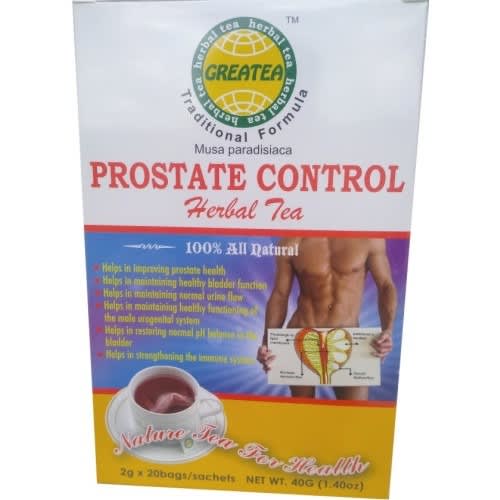 TM
herbal tea herbal tea herbal tea herbal tea
GREATEA
Traditional Formula
Musa paradisiaca
PROSTATE CONTROL
Herbal Tea
100% All Natural
Helps in improving prostate health
Helps in maintaining healthy bladder function
Helps in maintaining normal urine flow
Helps in maintaining healthy functioning of
the male urogenital system
Helps in restoring normal pH balance in the
bladder
Helps in strengthening the immune system
Nature Tea For Health
2g x 20bags/sachets NET WT. 40G (1.40oz)